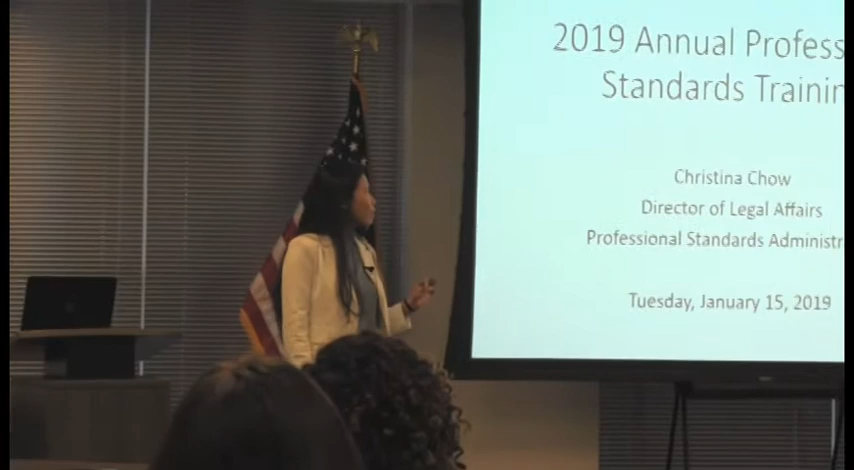 2019 Annual Profess
Standards Trainin
Christina Chow
Director of Legal Affairs
Professional Standards Administr
Tuesday, January 15, 2019